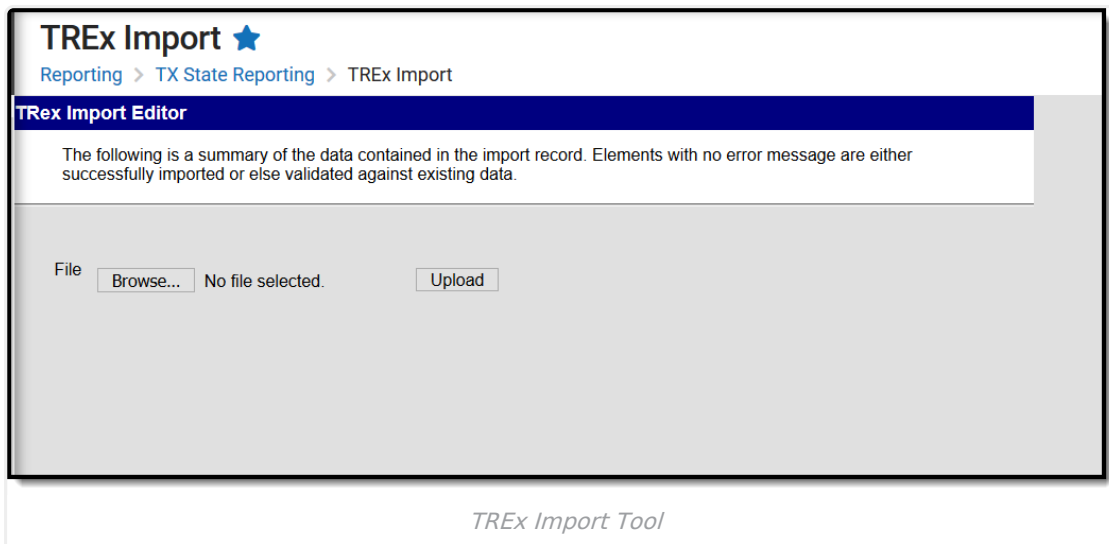 TREx Import
Reporting > TX State Reporting > TREx Import
TRex Import Editor
The following is a summary of the data contained in the import record. Elements with no error message are either
successfully imported or else validated against existing data.
File Browse... No file selected. Upload
TREx Import Tool